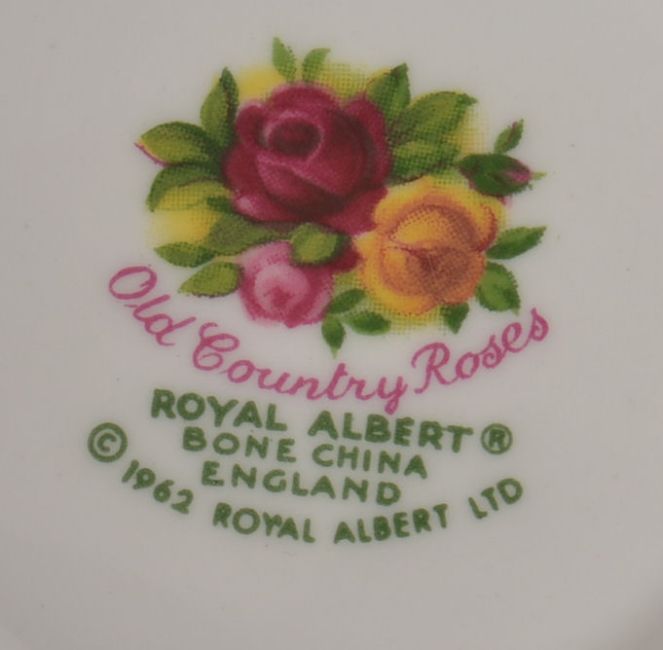 Old Country Roses
ROYAL ALBERT®
BONE CHINA
ENGLAND
© 1962 ROYAL ALBERT LTD